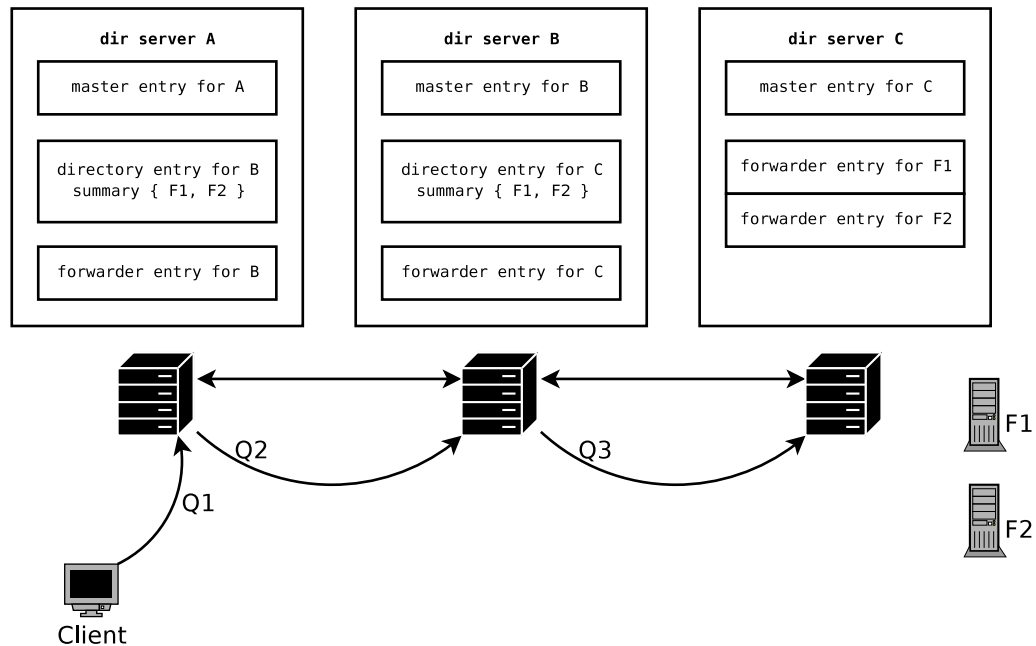 dir server A
master entry for A
directory entry for B
summary { F1, F2 }
forwarder entry for B
dir server B
master entry for B
directory entry for C
summary { F1, F2 }
forwarder entry for C
dir server C
master entry for C
forwarder entry for F1
forwarder entry for F2
Q2
Q3
Q1
F1
F2
Client